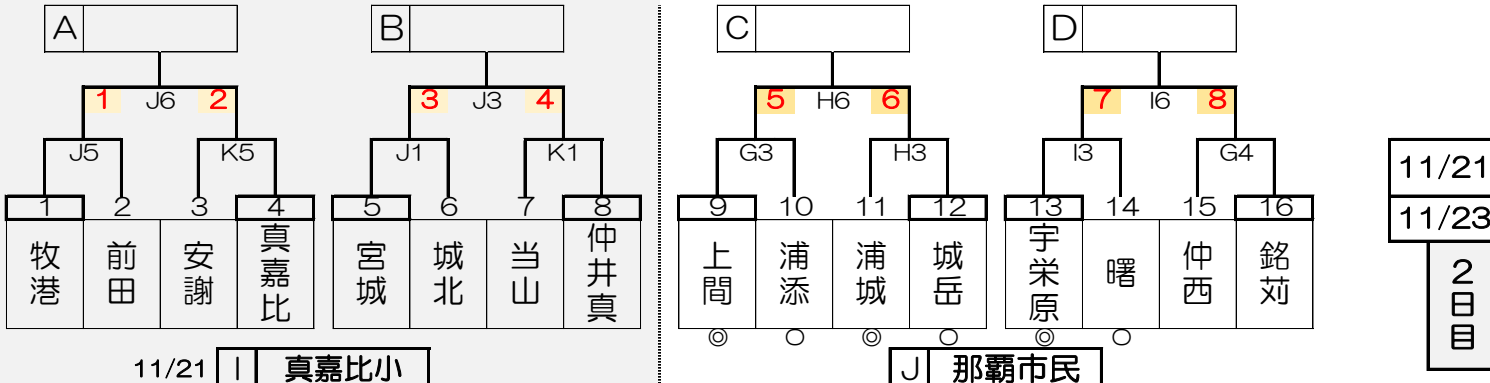 A B C D
1 J6 2 3 J3 4 5 H6 6 7 I6 8
J5 K5 J1 K1 G3 H3 I3 G4
1 2 3 4 5 6 7 8 9 10 11 12 13 14 15 16
牧港 前田 安謝 真嘉比 宮城 城北 当山 仲井真 上間 浦添 浦城 城岳 宇栄原 曙 仲西 銘苅
◎ ○ ◎ ○ ◎ ○
11/21 I 真嘉比小 J 那覇市民
11/21
11/23
2日目